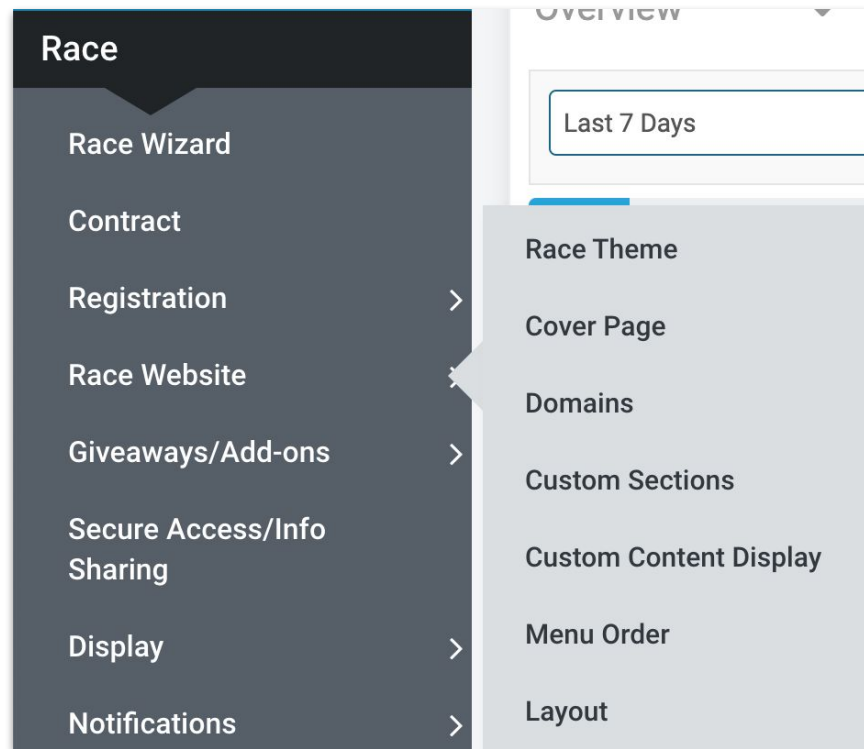 Race
Race Wizard
Contract
Registration
Race Website
Giveaways/Add-ons
Secure Access/Info
Sharing
Display
Notifications
Overview
Last 7 Days
Race Theme
Cover Page
Domains
Custom Sections
Custom Content Display
Menu Order
Layout